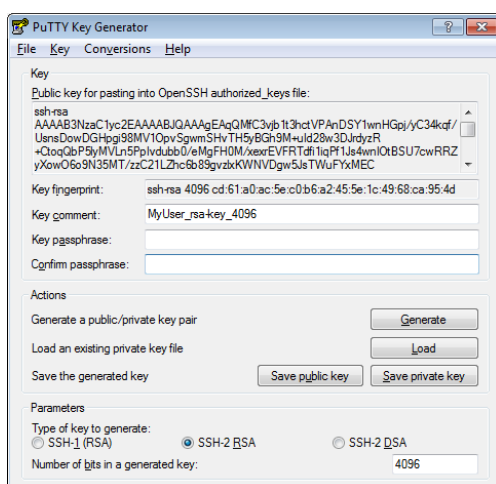 PuTTY Key Generator
File Key Conversions Help
Key
Public key for pasting into OpenSSH authorized_keys file:
ssh-rsa
AAAAB3NzaC1yc2EAAAABJQAAAgEAqQMfC3vjb1t3hctVPAnDSY1wnHGpj/yC34kqf/
UsnsDowDGHpgi98MV1OpvSgwmSHvTH5yBGh9M+uld28w3DJrdyzR
+CtoqQbP5lyMVLn5PpIvdubb0/eMgFH0M/xexrEVFRTdfi1iqPf1Js4wnIOtBSU7cwRRZ
yXowO6o9N35MT/zzC21LZhc6b89gvzlxKWNVDgw5JsTWuFYxMEC
Key fingerprint: ssh-rsa 4096 cd:61:a0:ac:5e:c0:b6:a2:45:5e:1c:49:68:ca:95:4d
Key comment: MyUser_rsa-key_4096
Key passphrase:
Confirm passphrase:
Actions
Generate a public/private key pair Generate
Load an existing private key file Load
Save the generated key Save public key Save private key
Parameters
Type of key to generate:
SSH-1 (RSA) SSH-2 RSA SSH-2 DSA
Number of bits in a generated key: 4096